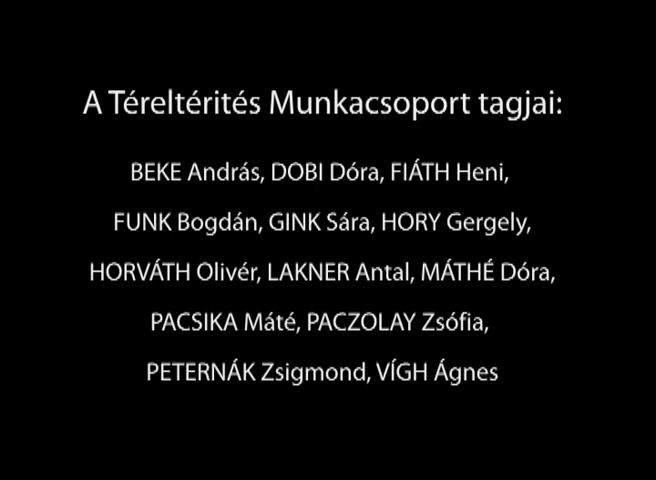 A Téreltérités Munkacsoport tagjai:
BEKE András, DOBI Dóra, FIÁTH Heni,
FUNK Bogdán, GINK Sára, HORY Gergely,
HORVÁTH Olivér, LAKNER Antal, MÁTHÉ Dóra,
PACSIKA Máté, PACZOLAY Zsófia,
PETERNÁK Zsigmond, VÍGH Ágnes